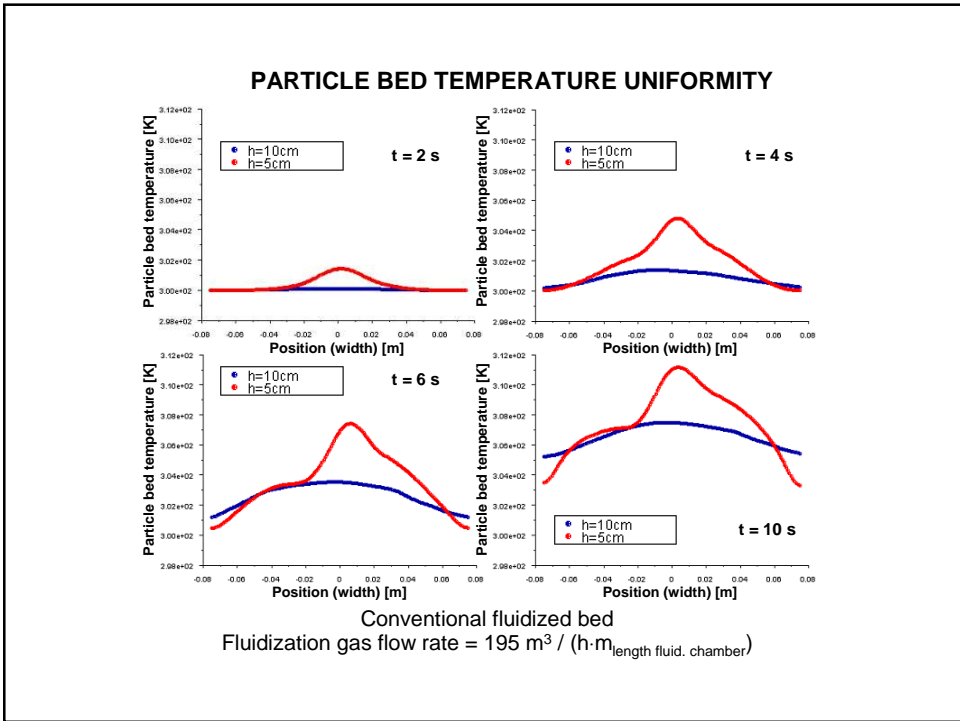 PARTICLE BED TEMPERATURE UNIFORMITY
Particle bed temperature [K]
3.12e+02
3.10e+02
3.08e+02
3.06e+02
3.04e+02
3.02e+02
3.00e+02
2.98e+02
h=10cm
h=5cm
t = 2 s
-0.08 -0.06 -0.04 -0.02 0 0.02 0.04 0.06 0.08
Position (width) [m]
Particle bed temperature [K]
3.12e+02
3.10e+02
3.08e+02
3.06e+02
3.04e+02
3.02e+02
3.00e+02
2.98e+02
h=10cm
h=5cm
t = 4 s
-0.08 -0.06 -0.04 -0.02 0 0.02 0.04 0.06 0.08
Position (width) [m]
Particle bed temperature [K]
3.12e+02
3.10e+02
3.08e+02
3.06e+02
3.04e+02
3.02e+02
3.00e+02
2.98e+02
h=10cm
h=5cm
t = 6 s
-0.08 -0.06 -0.04 -0.02 0 0.02 0.04 0.06 0.08
Position (width) [m]
Particle bed temperature [K]
3.12e+02
3.10e+02
3.08e+02
3.06e+02
3.04e+02
3.02e+02
3.00e+02
2.98e+02
h=10cm
h=5cm
t = 10 s
-0.08 -0.06 -0.04 -0.02 0 0.02 0.04 0.06 0.08
Position (width) [m]
Conventional fluidized bed
Fluidization gas flow rate = 195 m³ / (h·m length fluid. chamber)